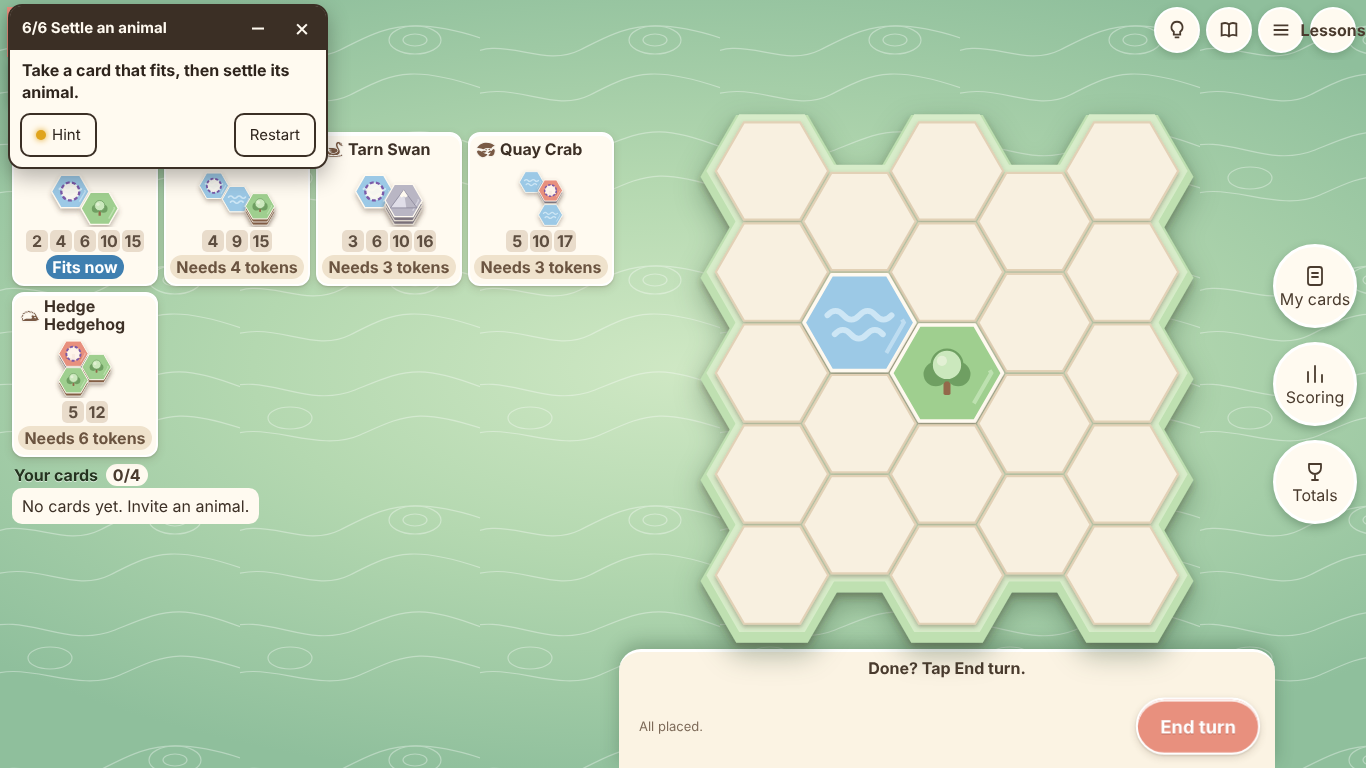 6/6 Settle an animal
Take a card that fits, then settle its
animal.
Hint
Restart
Lessons
Tarn Swan
Quay Crab
2 4 6 10 15
4 9 15
3 6 10 16
5 10 17
Fits now
Needs 4 tokens
Needs 3 tokens
Needs 3 tokens
Hedge
Hedgehog
5 12
Needs 6 tokens
Your cards 0/4
No cards yet. Invite an animal.
My cards
Scoring
Totals
Done? Tap End turn.
All placed.
End turn